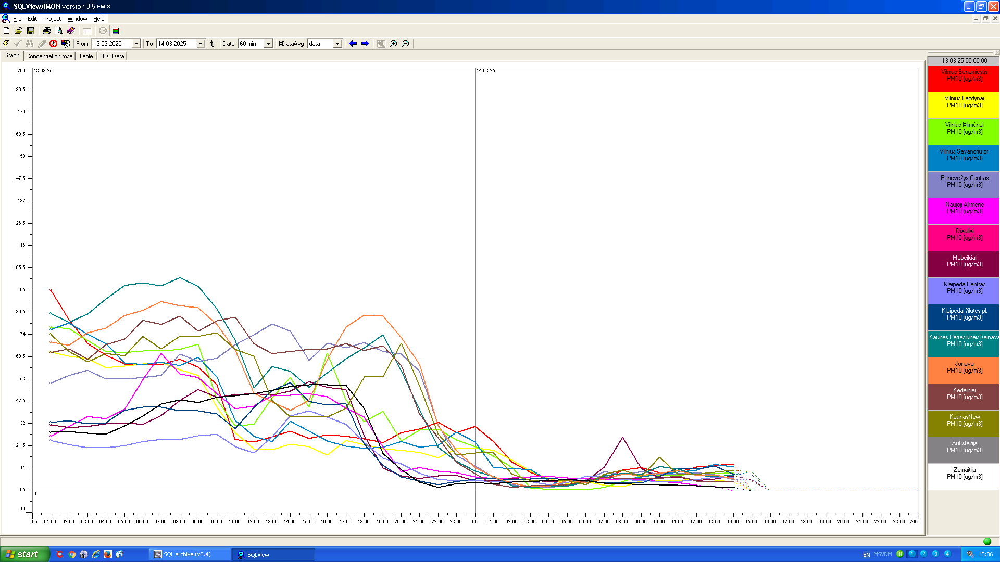 SQLView/IMON version 8.5 EMIS
File Edit Project Window Help
From 13-03-2025 To 14-03-2025 t Data 60 min #DataAvg data
Graph Concentration rose Table #DSData
13-03-25 14-03-25
200
189.5
179
168.5
158
147.5
137
126.5
116
105.5
95
84.5
74
63.5
53
42.5
32
21.5
11
0.5
0
-10
0h 01:00 02:00 03:00 04:00 05:00 06:00 07:00 08:00 09:00 10:00 11:00 12:00 13:00 14:00 15:00 16:00 17:00 18:00 19:00 20:00 21:00 22:00 23:00 0h 01:00 02:00 03:00 04:00 05:00 06:00 07:00 08:00 09:00 10:00 11:00 12:00 13:00 14:00 15:00 16:00 17:00 18:00 19:00 20:00 21:00 22:00 23:00 24h
13-03-25 00:00:00
Vilnius Senamiestis
PM10 [ug/m3]
Vilnius Lazdynai
PM10 [ug/m3]
Vilnius Þirmûnai
PM10 [ug/m3]
Vilnius Savanoriu pr.
PM10 [ug/m3]
Paneve?ys Centras
PM10 [ug/m3]
Naujoji Akmene
PM10 [ug/m3]
Ðiauliai
PM10 [ug/m3]
Maþeikiai
PM10 [ug/m3]
Klaipeda Centras
PM10 [ug/m3]
Klaipeda ?ilutes pl.
PM10 [ug/m3]
Kaunas Petrasiunai/Dainava
PM10 [ug/m3]
Jonava
PM10 [ug/m3]
Kedainiai
PM10 [ug/m3]
KaunasNew
PM10 [ug/m3]
Aukstaitija
PM10 [ug/m3]
Zemaitija
PM10 [ug/m3]
start SQL archive (v2.4) SQLView EN MSVDM 1 2 3 4 15:06